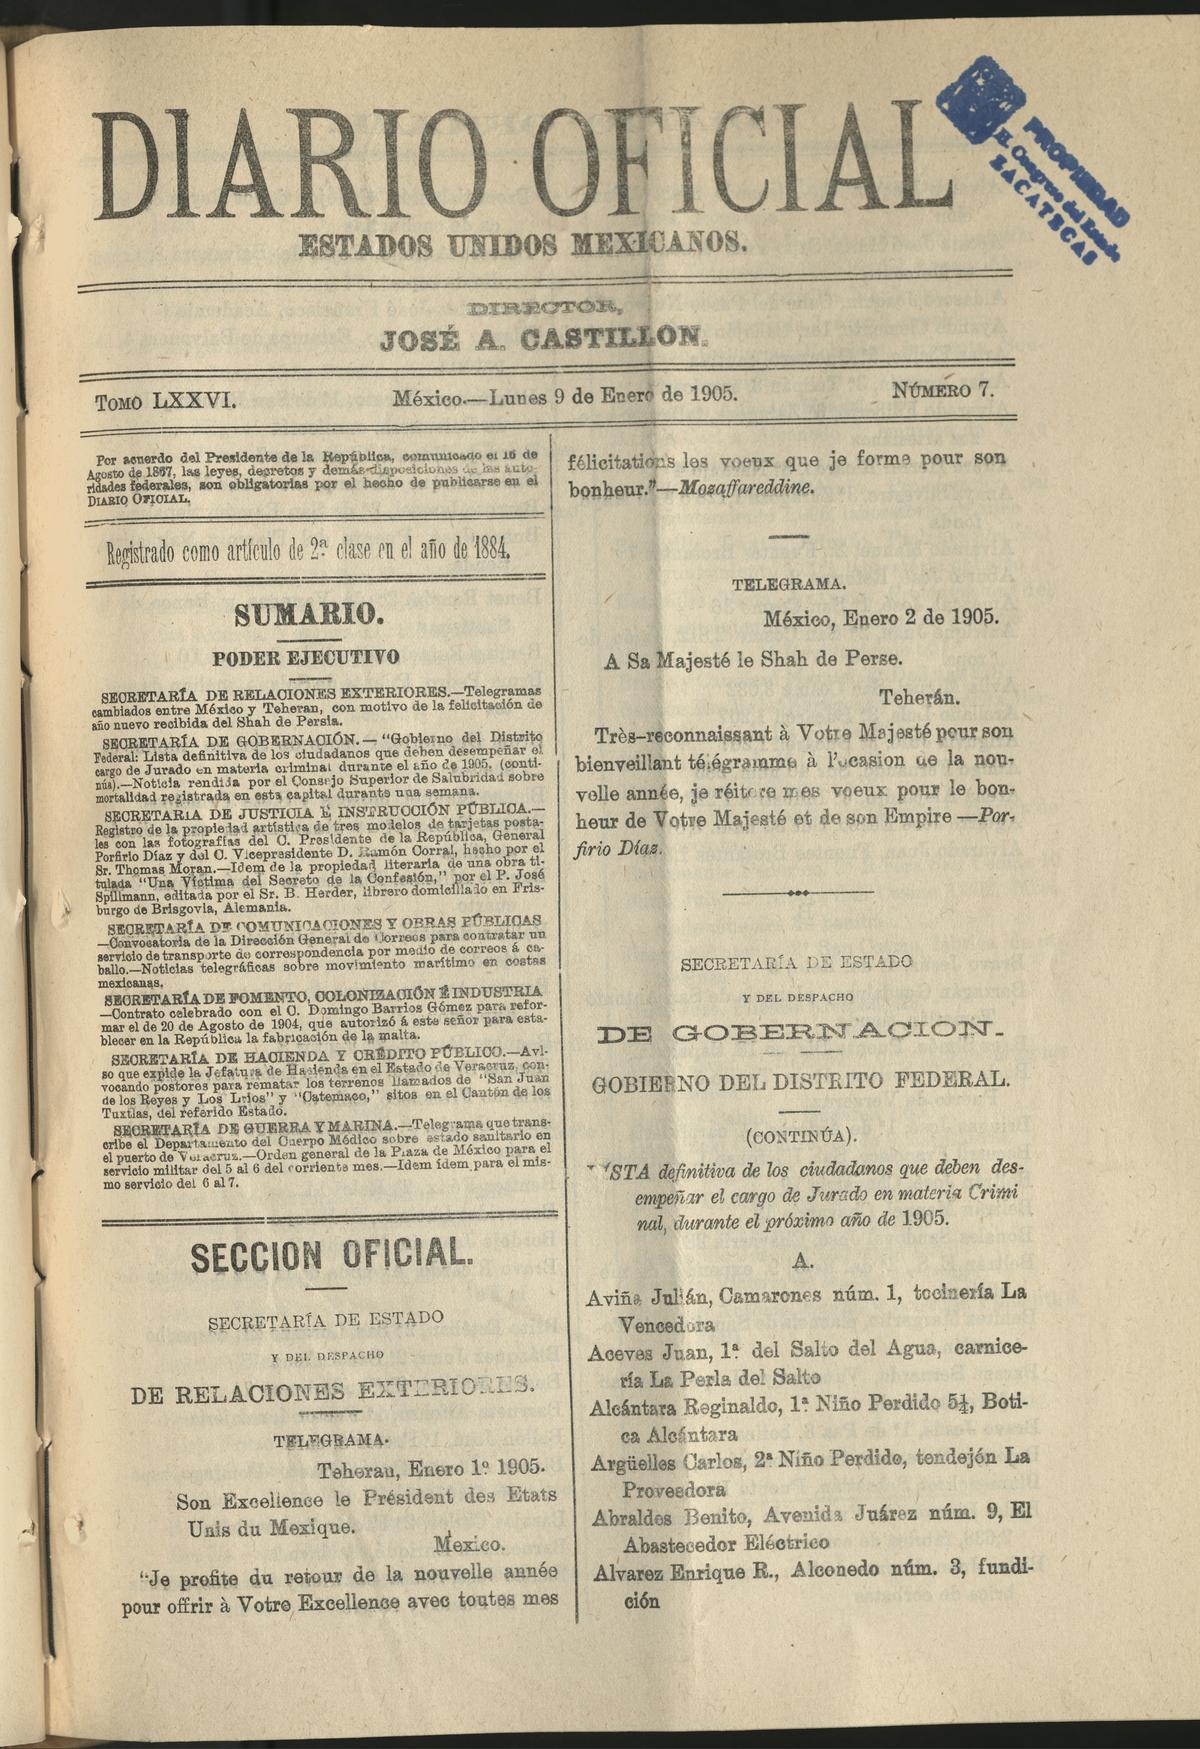 DIARIO OFICIAL
ESTADOS UNIDOS MEXICANOS.
PROPIEDAD
EL Congreso del Estado
ZACATECAS
DIRECTOR,
JOSÉ A. CASTILLON.
TOMO LXXVI.
México.—Lunes 9 de Enero de 1905.
NÚMERO 7.
Por acuerdo del Presidente de la República, comunicado el 16 de
Agosto de 1867, las leyes, decretos y demás disposiciones de las auto-
ridades federales, son obligatorias por el hecho de publicarse en el
DIARIO OFICIAL.
Registrado como artículo de 2ª clase en el año de 1884.
SUMARIO.
PODER EJECUTIVO
SECRETARÍA DE RELACIONES EXTERIORES.—Telegramas
cambiados entre México y Teheran, con motivo de la felicitación de
año nuevo recibida del Shah de Persia.
SECRETARÍA DE GOBERNACIÓN.—"Gobierno del Distrito
Federal: Lista definitiva de los ciudadanos que deben desempeñar el
cargo de Jurado en materia criminal durante el año de 1905. (conti-
núa).—Noticia rendida por el Consejo Superior de Salubridad sobre
mortalidad registrada en esta capital durante una semana.
SECRETARIA DE JUSTICIA É INSTRUCCIÓN PÚBLICA.—
Registro de la propiedad artística de tres modelos de tarjetas posta-
les con las fotografías del C. Presidente de la República, General
Porfirio Díaz y del C. Vicepresidente D. Ramón Corral, hecho por el
Sr. Thomas Moran.—Idem de la propiedad literaria de una obra ti-
tulada "Una Víctima del Secreto de la Confesión," por el P. José
Spillmann, editada por el Sr. B. Herder, librero domiciliado en Fris-
burgo de Brisgovia, Alemania.
SECRETARÍA DE COMUNICACIONES Y OBRAS PÚBLICAS
—Convocatoria de la Dirección General de Correos para contratar un
servicio de transporte de correspondencia por medio de correos á ca-
ballo.—Noticias telegráficas sobre movimiento marítimo en costas
mexicanas.
SECRETARÍA DE FOMENTO, COLONIZACIÓN É INDUSTRIA
—Contrato celebrado con el C. Domingo Barrios Gómez para refor-
mar el de 20 de Agosto de 1904, que autorizó á este señor para esta-
blecer en la República la fabricación de la malta.
SECRETARÍA DE HACIENDA Y CRÉDITO PÚBLICO.—Avi-
so que expide la Jefatura de Hacienda en el Estado de Veracruz, con-
vocando postores para rematar los terrenos llamados de "San Juan
de los Reyes y Los Lrios" y "Catemaco," sitos en el Cantón de los
Tuxtlas, del referido Estado.
SECRETARÍA DE GUERRA Y MARINA.—Telegrama que trans-
cribe el Departamento del Cuerpo Médico sobre estado sanitario en
el puerto de Veracruz.—Orden general de la Plaza de México para el
servicio militar del 5 al 6 del corriente mes.—Idem ídem para el mis-
mo servicio del 6 al 7.
SECCION OFICIAL.
SECRETARÍA DE ESTADO
Y DEL DESPACHO
DE RELACIONES EXTERIORES.
TELEGRAMA.
Teherau, Enero 1º 1905.
Son Excellence le Président des Etats
Unis du Mexique.
Mexico.
"Je profite du retour de la nouvelle année
pour offrir à Votre Excellence avec toutes mes
félicitations les voeux que je forme pour son
bonheur."—Mozaffareddine.
TELEGRAMA.
México, Enero 2 de 1905.
A Sa Majesté le Shah de Perse.
Teherán.
Très-reconnaissant à Votre Majesté pour son
bienveillant télégramme à l'ocasion de la nou-
velle année, je réitere mes voeux pour le bon-
heur de Votre Majesté et de son Empire —Por-
firio Díaz.
SECRETARÍA DE ESTADO
Y DEL DESPACHO
DE GOBERNACION.
GOBIERNO DEL DISTRITO FEDERAL.
(CONTINÚA).
ISTA definitiva de los ciudadanos que deben des-
empeñar el cargo de Jurado en materia Crimi
nal, durante el próximo año de 1905.
A.
Aviña Julián, Camarones núm. 1, tocinería La
Vencedora
Aceves Juan, 1ª del Salto del Agua, carnice-
ría La Perla del Salto
Alcántara Reginaldo, 1ª Niño Perdido 5½, Boti-
ca Alcántara
Argüelles Carlos, 2ª Niño Perdido, tendejón La
Proveedora
Abraldes Benito, Avenida Juárez núm. 9, El
Abastecedor Eléctrico
Alvarez Enrique R., Alconedo núm. 3, fundi-
ción